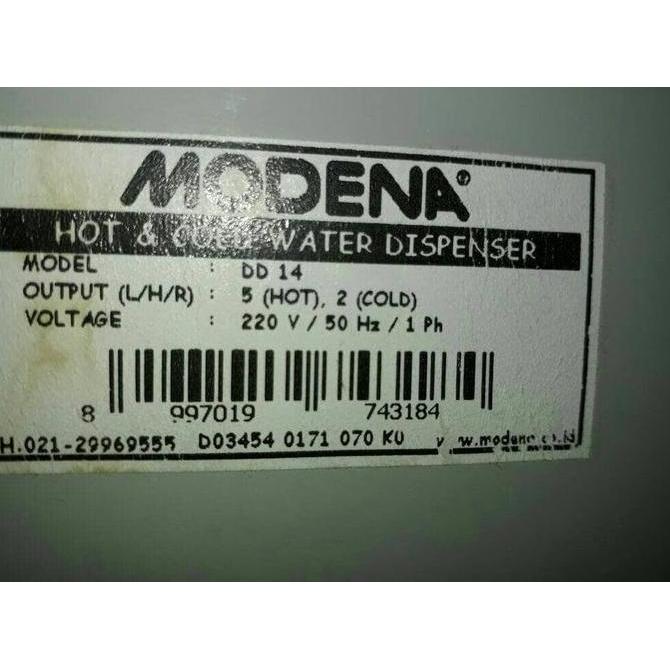 MODENA®
HOT & COLD WATER DISPENSER
MODEL : DD 14
OUTPUT (L/H/R) : 5 (HOT), 2 (COLD)
VOLTAGE : 220 V / 50 Hz / 1 Ph
8 997019 743184
H.021-29969555 D03454 0171 070 KU